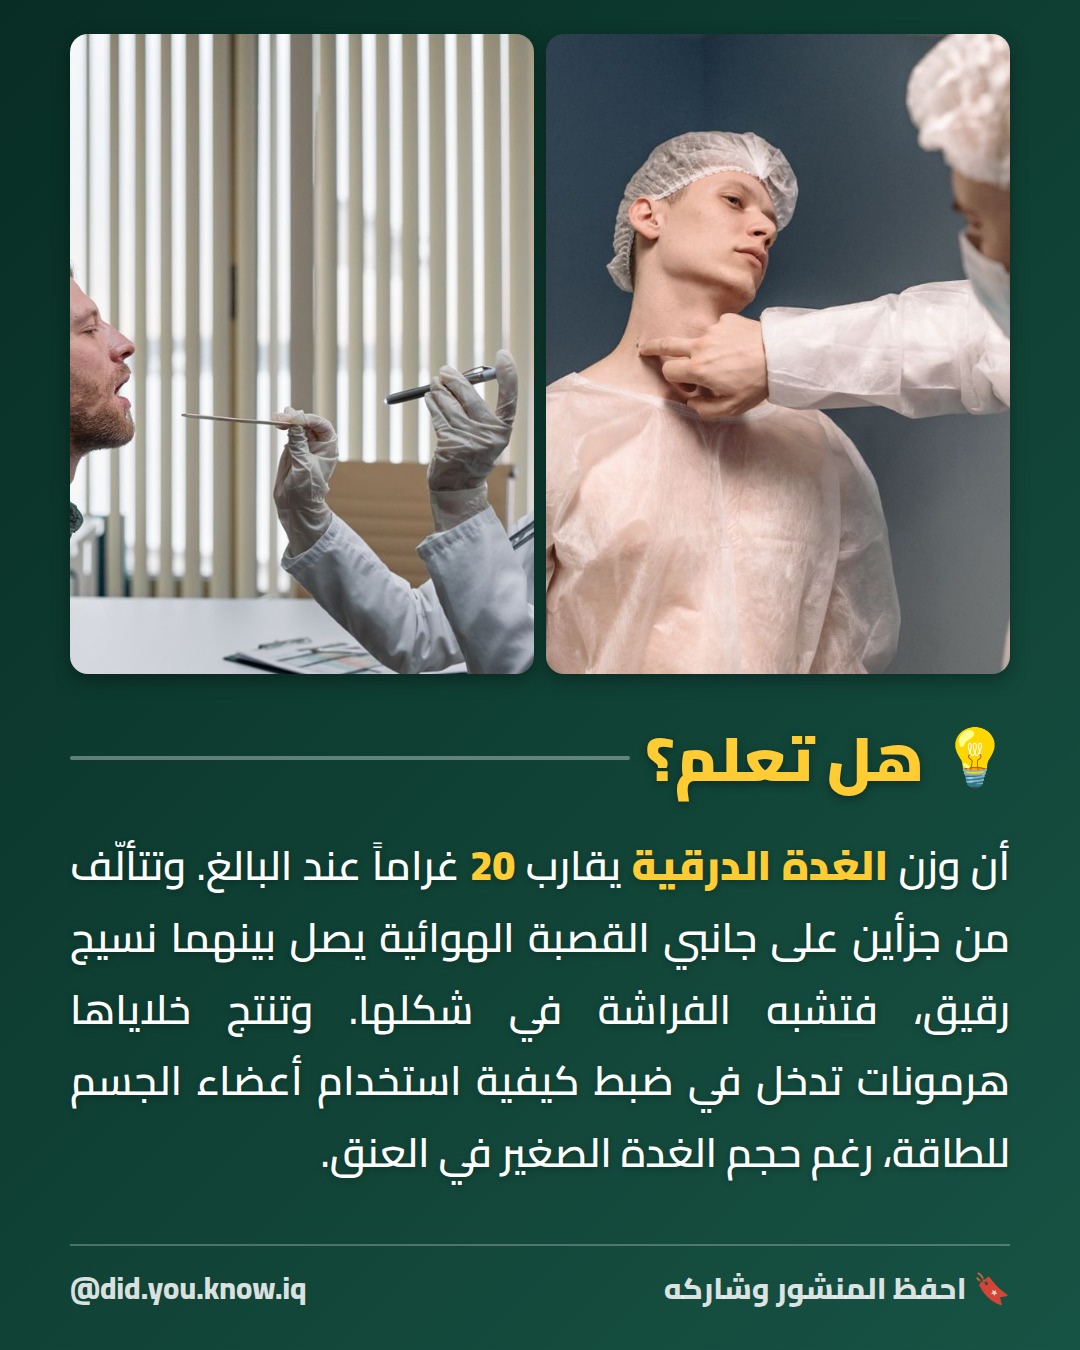 💡 هل تعلم؟
أن وزن الغدة الدرقية يقارب 20 غراماً عند البالغ. وتتألّف
من جزأين على جانبي القصبة الهوائية يصل بينهما نسيج
رقيق، فتشبه الفراشة في شكلها. وتنتج خلاياها
هرمونات تدخل في ضبط كيفية استخدام أعضاء الجسم
للطاقة، رغم حجم الغدة الصغير في العنق.
🔖 احفظ المنشور وشاركه
@did.you.know.iq